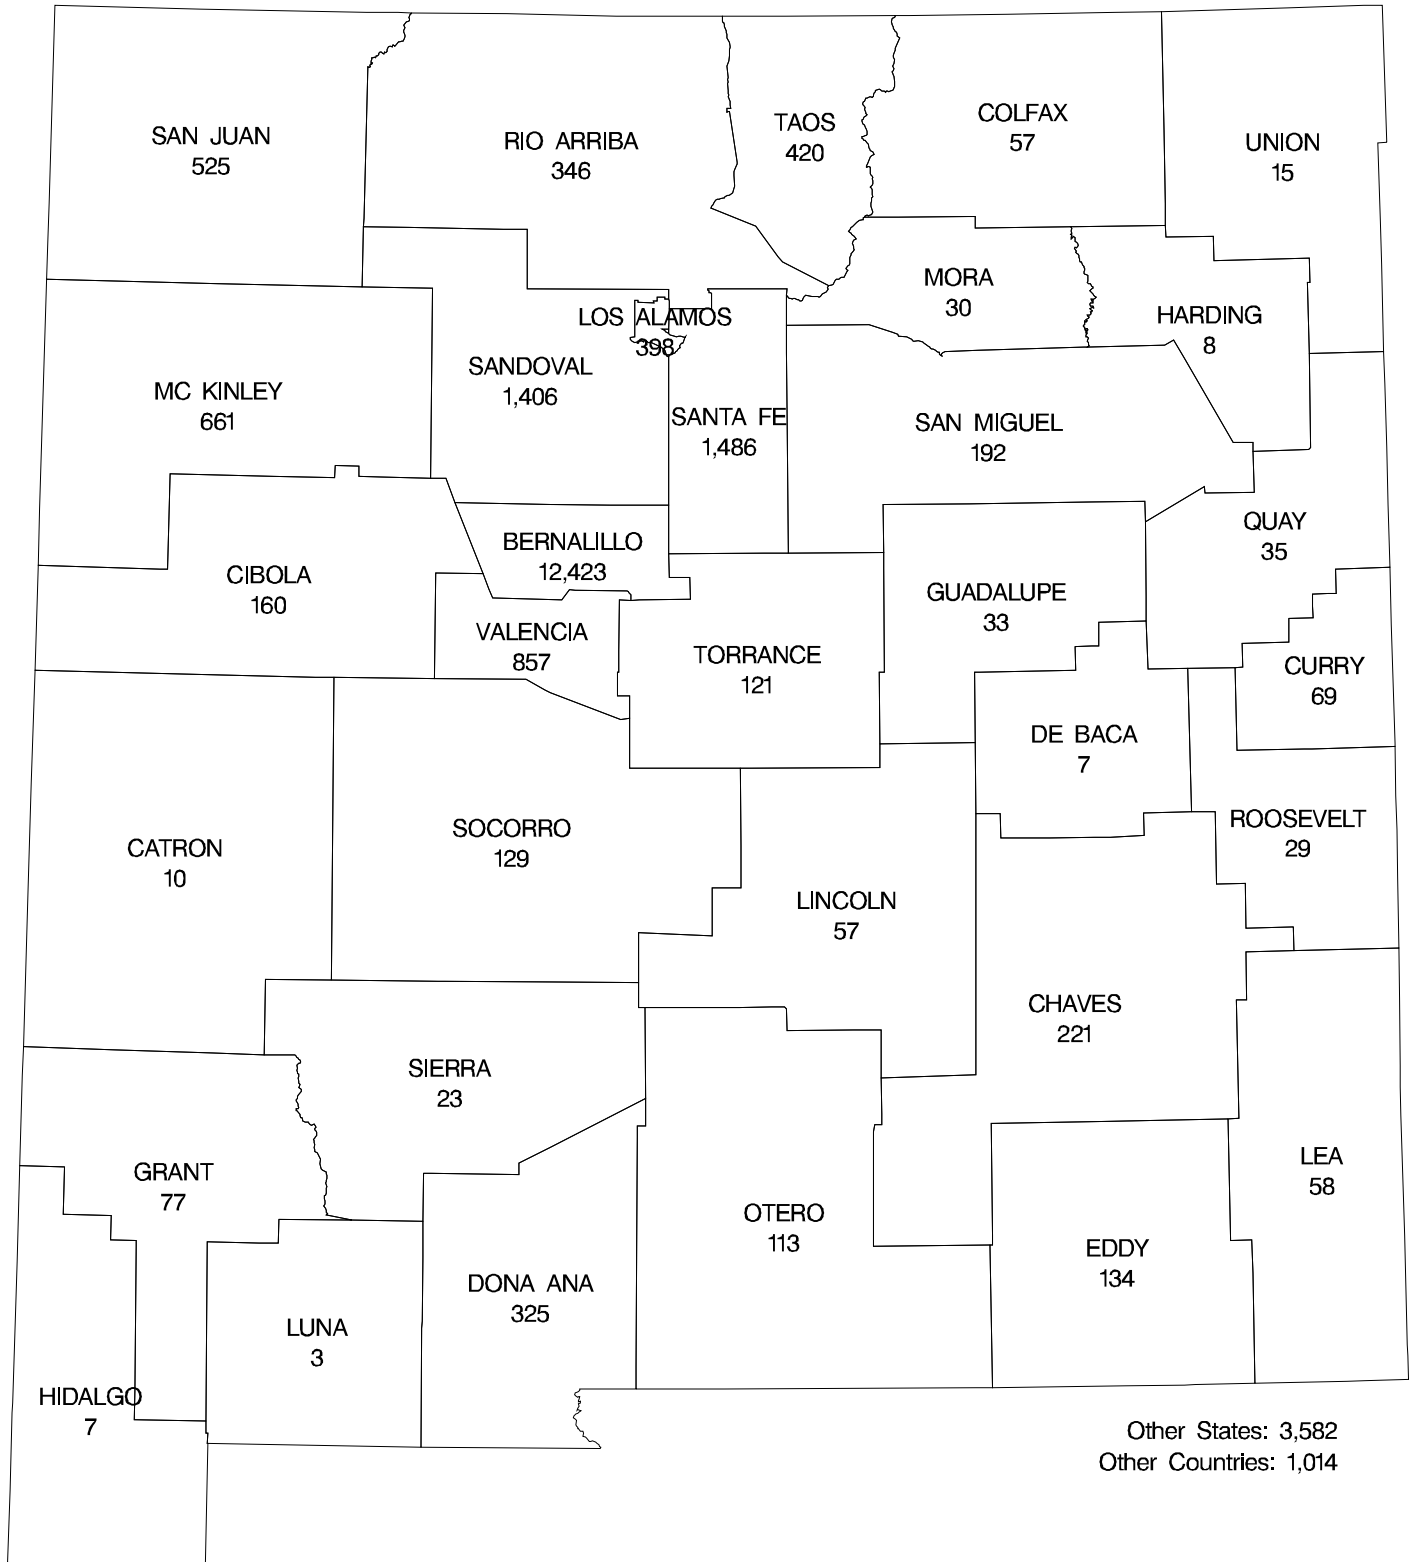 SAN JUAN
525
RIO ARRIBA
346
TAOS
420
COLFAX
57
UNION
15
MORA
30
HARDING
8
LOS ALAMOS
398
SANDOVAL
1,406
MC KINLEY
661
SANTA FE
1,486
SAN MIGUEL
192
QUAY
35
BERNALILLO
12,423
CIBOLA
160
GUADALUPE
33
VALENCIA
857
TORRANCE
121
CURRY
69
DE BACA
7
CATRON
10
SOCORRO
129
ROOSEVELT
29
LINCOLN
57
CHAVES
221
SIERRA
23
GRANT
77
LEA
58
OTERO
113
EDDY
134
DONA ANA
325
LUNA
3
HIDALGO
7
Other States: 3,582
Other Countries: 1,014